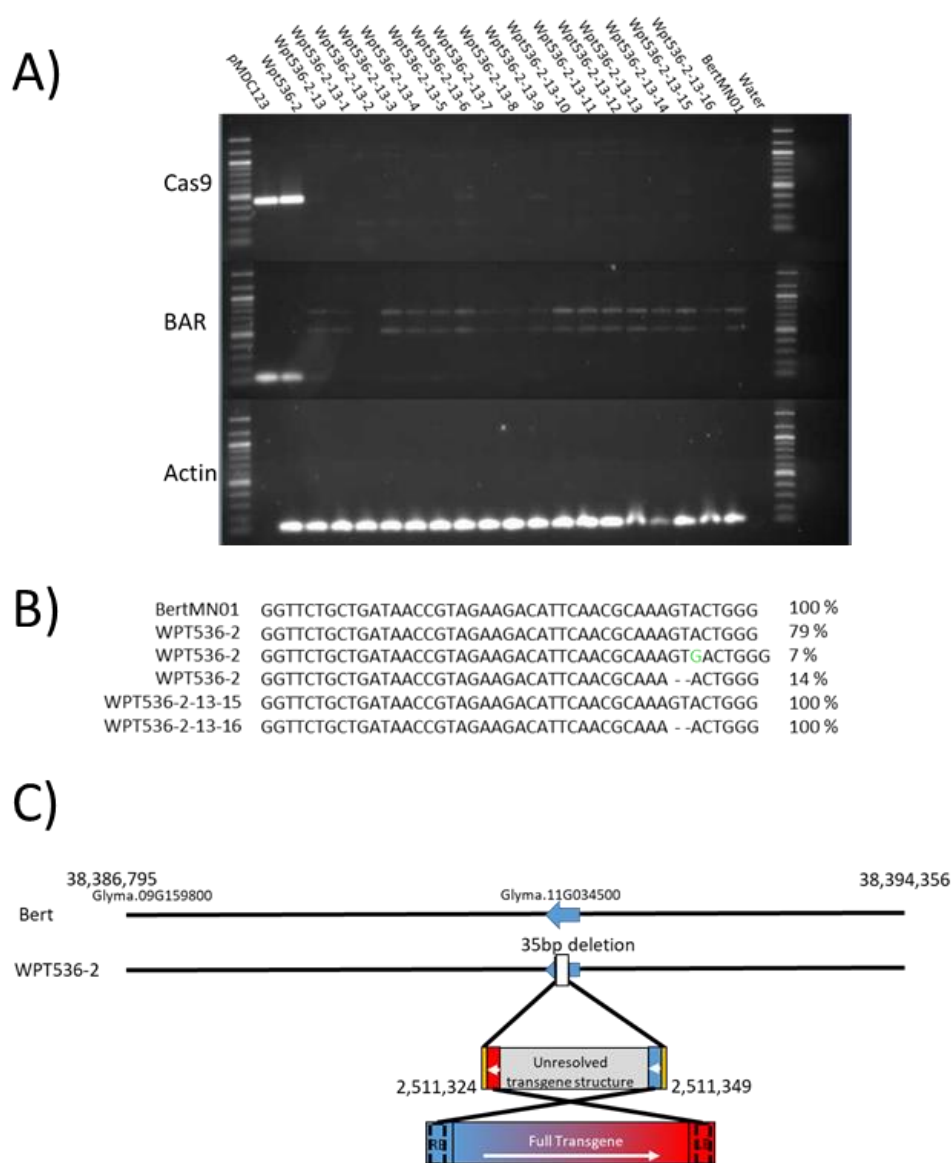 A)
pMDC123
Wpt536-2
Wpt536-2-13
Wpt536-2-13-1
Wpt536-2-13-2
Wpt536-2-13-3
Wpt536-2-13-4
Wpt536-2-13-5
Wpt536-2-13-6
Wpt536-2-13-7
Wpt536-2-13-8
Wpt536-2-13-9
Wpt536-2-13-10
Wpt536-2-13-11
Wpt536-2-13-12
Wpt536-2-13-13
Wpt536-2-13-14
Wpt536-2-13-15
Wpt536-2-13-16
BertMN01
Water
Cas9
BAR
Actin
B)
BertMN01 GGTTCTGCTGATAACCGTAGAAGACATTCAACGCAAAGTACTGGG 100 %
WPT536-2 GGTTCTGCTGATAACCGTAGAAGACATTCAACGCAAAGTACTGGG 79 %
WPT536-2 GGTTCTGCTGATAACCGTAGAAGACATTCAACGCAAAGTGACTGGG 7 %
WPT536-2 GGTTCTGCTGATAACCGTAGAAGACATTCAACGCAAA - -ACTGGG 14 %
WPT536-2-13-15 GGTTCTGCTGATAACCGTAGAAGACATTCAACGCAAAGTACTGGG 100 %
WPT536-2-13-16 GGTTCTGCTGATAACCGTAGAAGACATTCAACGCAAA - -ACTGGG 100 %
C)
38,386,795 38,394,356
Glyma.09G159800 Glyma.11G034500
Bert
35bp deletion
WPT536-2
Unresolved
transgene structure
2,511,324 2,511,349
RB Full Transgene LB